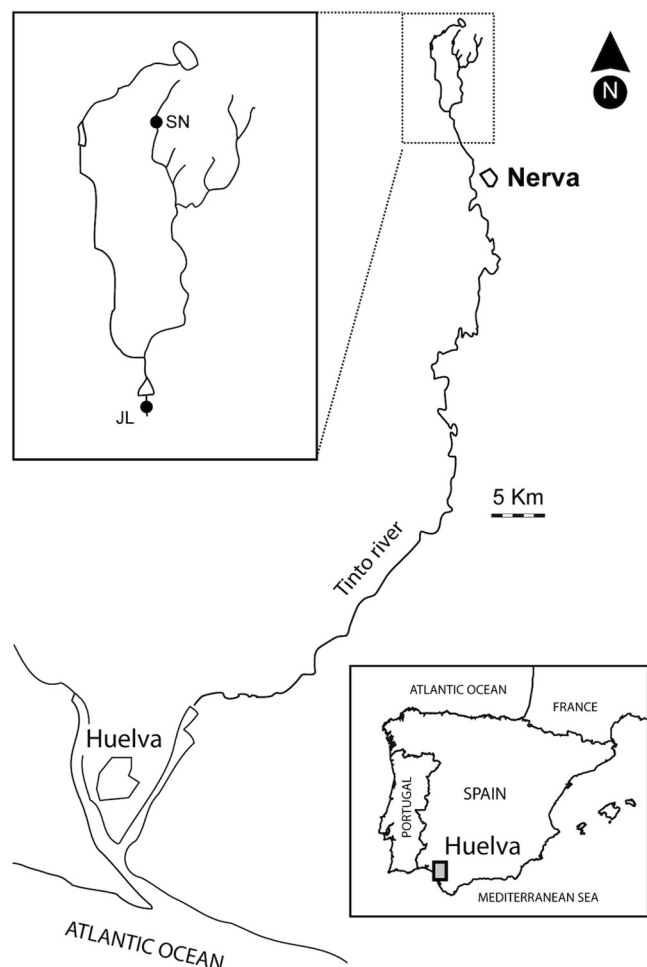 SN
N
Nerva
JL
5 Km
Tinto river
Huelva
ATLANTIC OCEAN
FRANCE
PORTUGAL
SPAIN
Huelva
MEDITERRANEAN SEA
ATLANTIC OCEAN